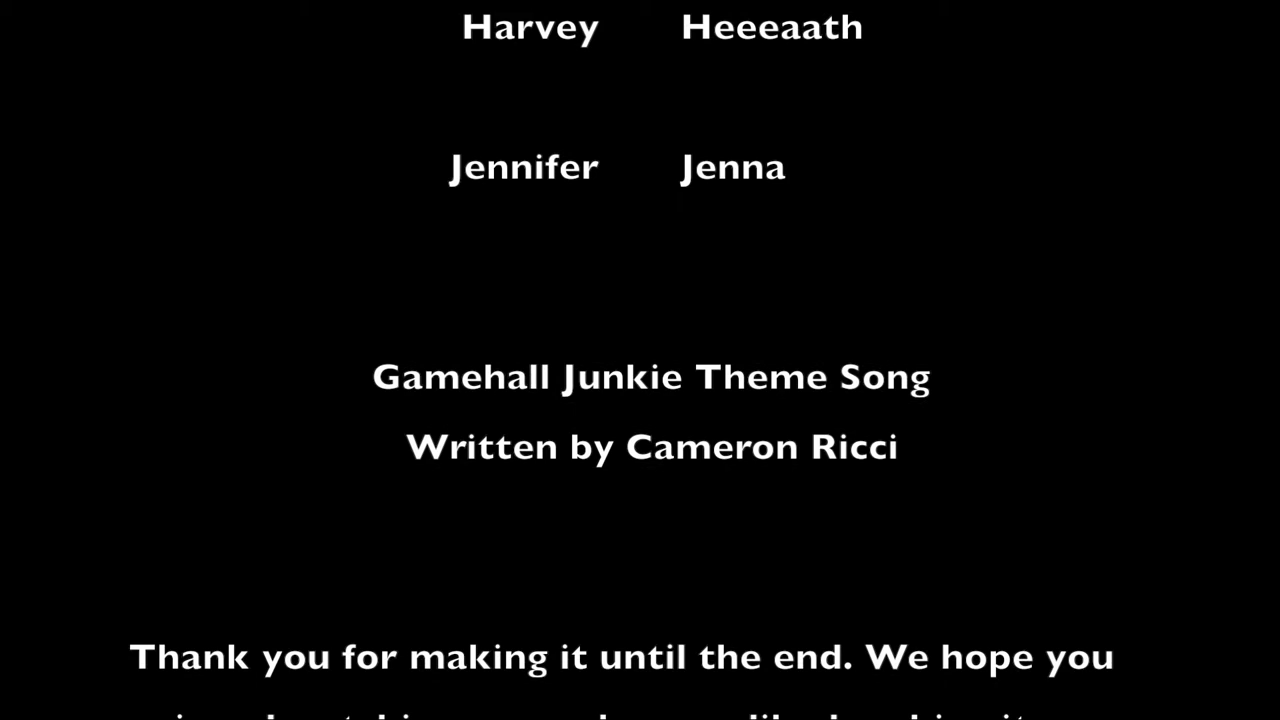 Harvey Heeeaath
Jennifer Jenna
Gamehall Junkie Theme Song
Written by Cameron Ricci
Thank you for making it until the end. We hope you